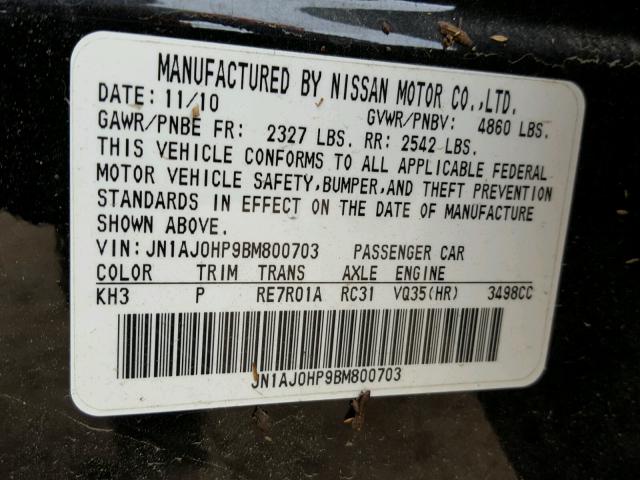 MANUFACTURED BY NISSAN MOTOR CO.,LTD.
DATE: 11/10 GVWR/PNBV: 4860 LBS.
GAWR/PNBE FR: 2327 LBS. RR: 2542 LBS.
THIS VEHICLE CONFORMS TO ALL APPLICABLE FEDERAL
MOTOR VEHICLE SAFETY,BUMPER,AND THEFT PREVENTION
STANDARDS IN EFFECT ON THE DATE OF MANUFACTURE
SHOWN ABOVE.
VIN:JN1AJ0HP9BM800703 PASSENGER CAR
COLOR TRIM TRANS AXLE ENGINE
KH3 P RE7R01A RC31 VQ35(HR) 3498CC
JN1AJ0HP9BM800703